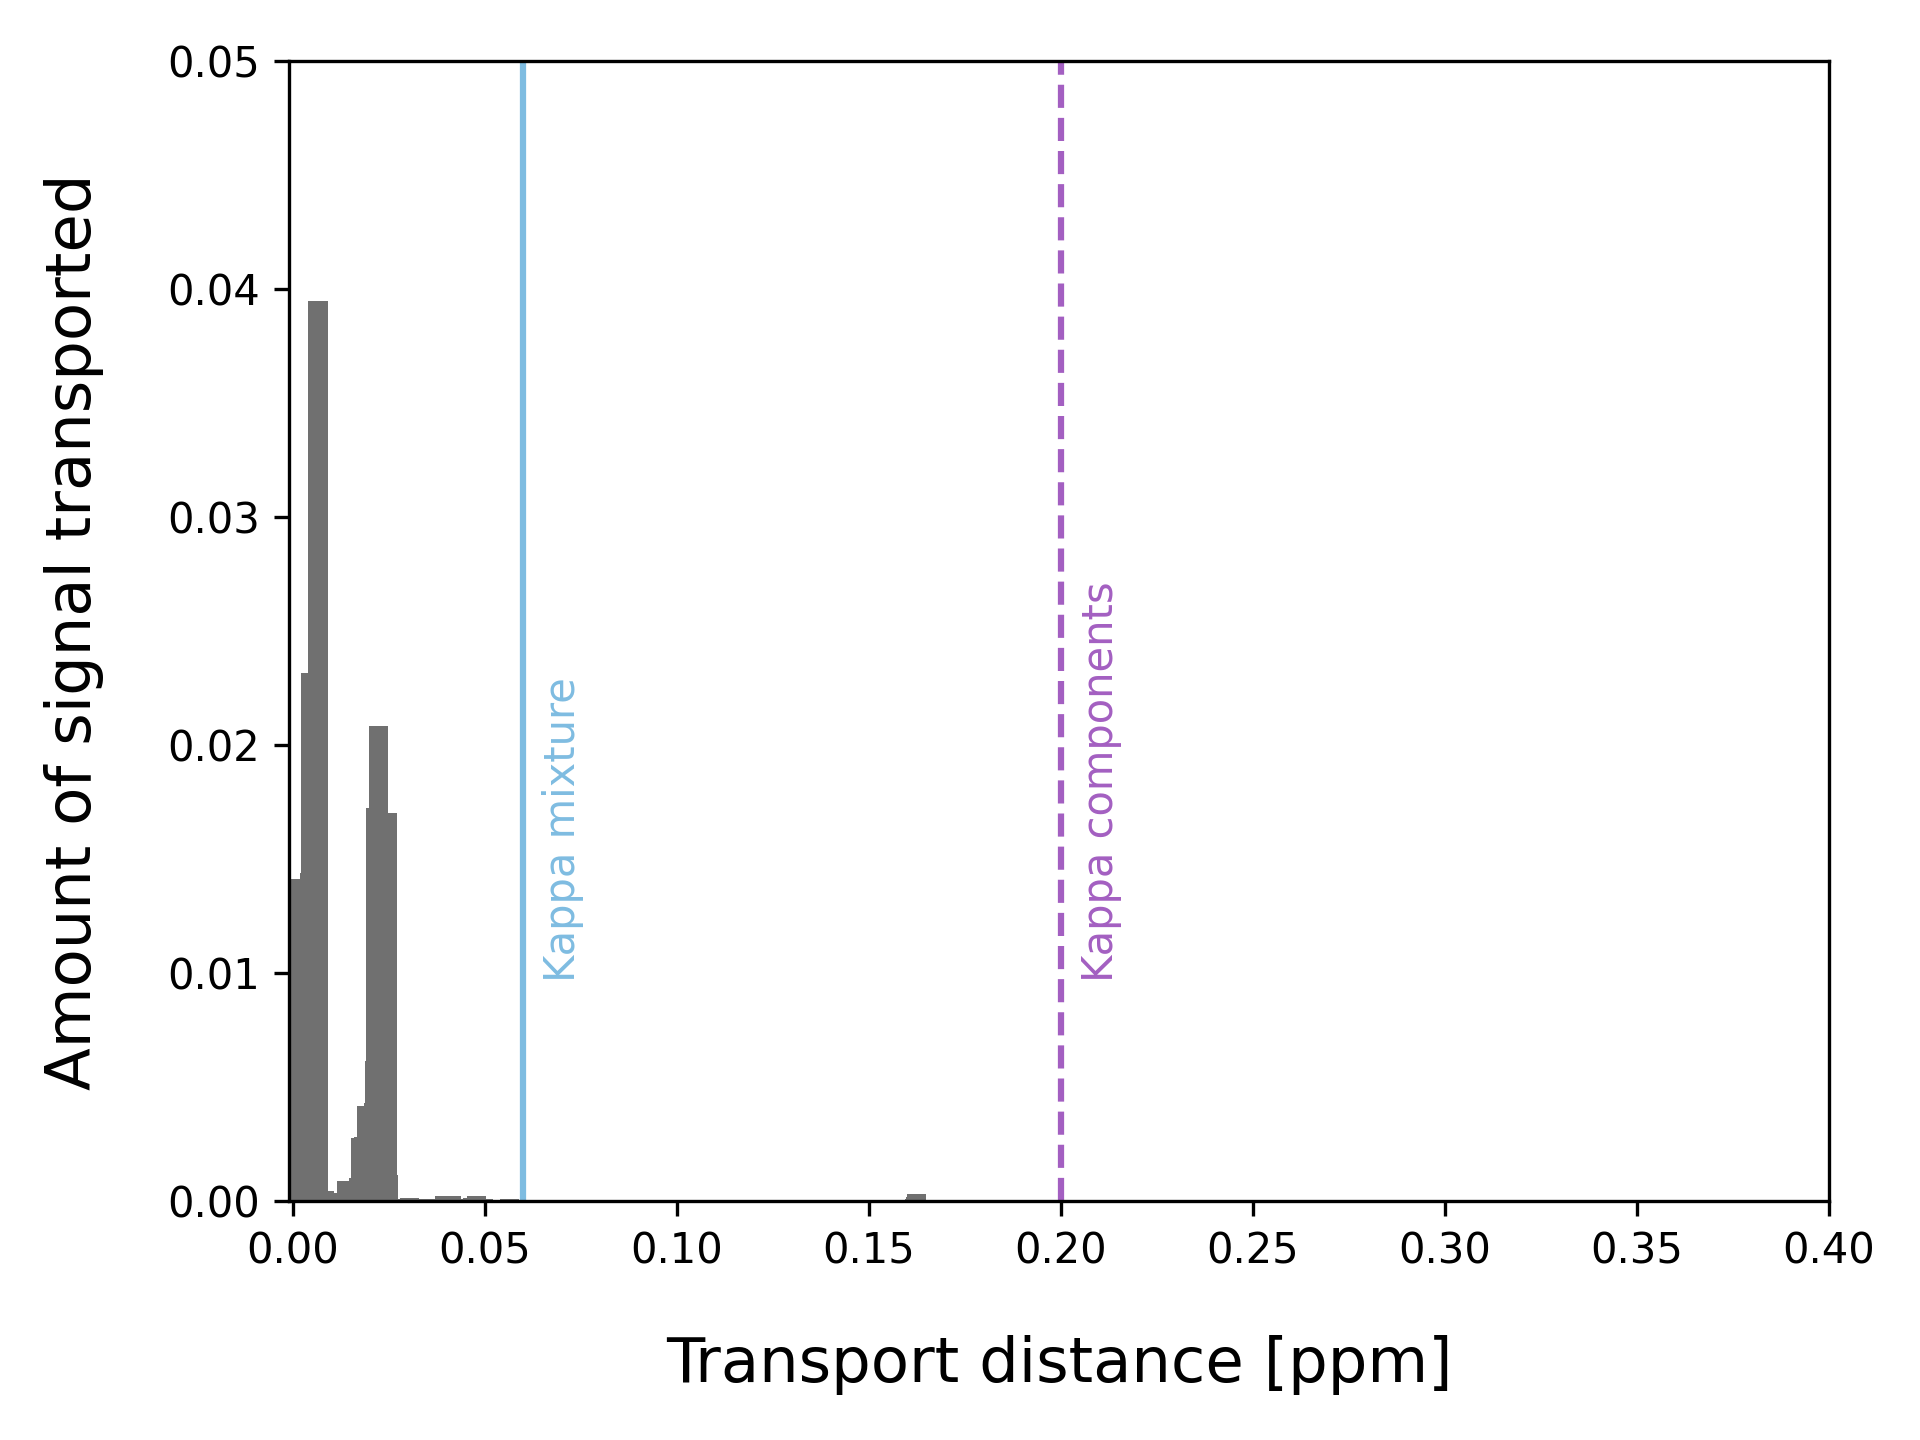 0.05
0.04
0.03
0.02
0.01
0.00
Amount of signal transported
Kappa mixture
Kappa components
0.00 0.05 0.10 0.15 0.20 0.25 0.30 0.35 0.40
Transport distance [ppm]